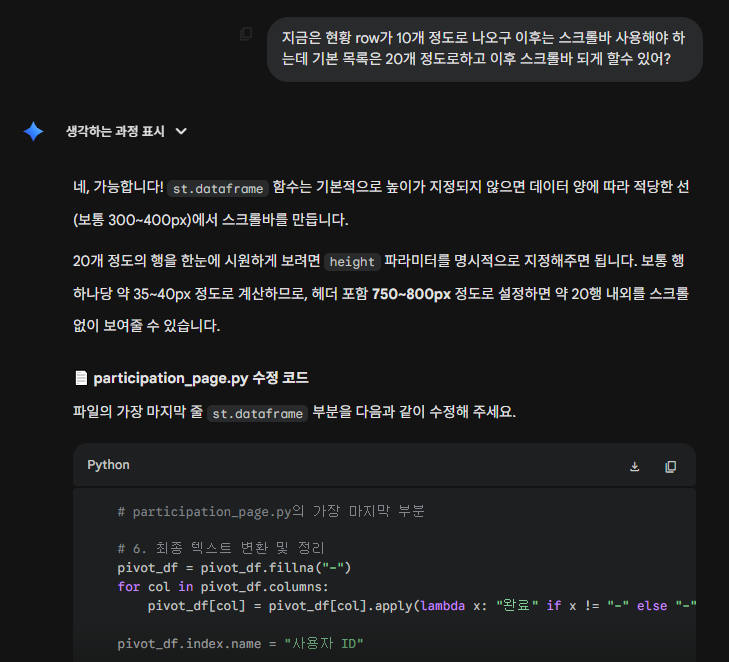 지금은 현황 row가 10개 정도로 나오구 이후는 스크롤바 사용해야 하
는데 기본 목록은 20개 정도로하고 이후 스크롤바 되게 할수 있어?
생각하는 과정 표시
네, 가능합니다! st.dataframe 함수는 기본적으로 높이가 지정되지 않으면 데이터 양에 따라 적당한 선
(보통 300~400px)에서 스크롤바를 만듭니다.
20개 정도의 행을 한눈에 시원하게 보려면 height 파라미터를 명시적으로 지정해주면 됩니다. 보통 행
하나당 약 35~40px 정도로 계산하므로, 헤더 포함 750~800px 정도로 설정하면 약 20행 내외를 스크롤
없이 보여줄 수 있습니다.
📄 participation_page.py 수정 코드
파일의 가장 마지막 줄 st.dataframe 부분을 다음과 같이 수정해 주세요.
Python
# participation_page.py의 가장 마지막 부분
# 6. 최종 텍스트 변환 및 정리
pivot_df = pivot_df.fillna("-")
for col in pivot_df.columns:
    pivot_df[col] = pivot_df[col].apply(lambda x: "완료" if x != "-" else "-"
pivot_df.index.name = "사용자 ID"